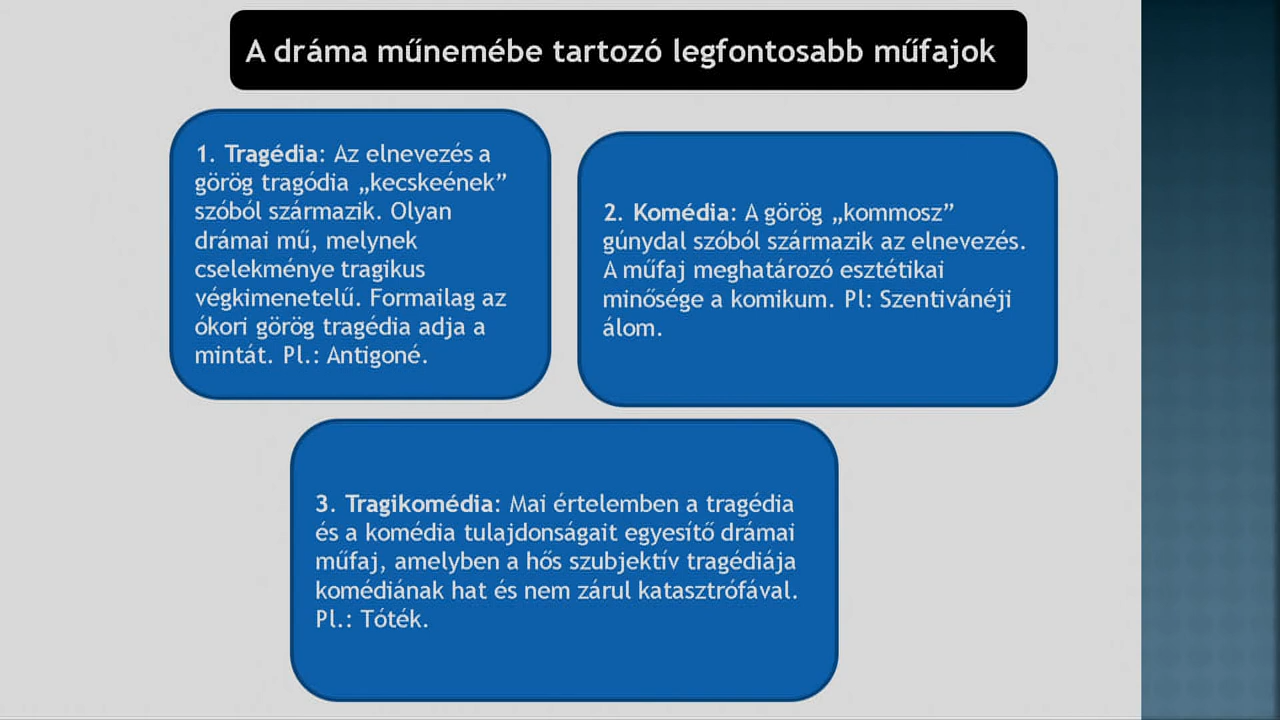 A dráma műnemébe tartozó legfontosabb műfajok
1. Tragédia: Az elnevezés a
görög tragódia „kecskeének”
szóból származik. Olyan
drámai mű, melynek
cselekménye tragikus
végkimenetelű. Formailag az
ókori görög tragédia adja a
mintát. Pl.: Antigoné.
2. Komédia: A görög „kommosz”
gúnydal szóból származik az elnevezés.
A műfaj meghatározó esztétikai
minősége a komikum. Pl: Szentivánéji
álom.
3. Tragikomédia: Mai értelemben a tragédia
és a komédia tulajdonságait egyesítő drámai
műfaj, amelyben a hős szubjektív tragédiája
komédiának hat és nem zárul katasztrófával.
Pl.: Tóték.